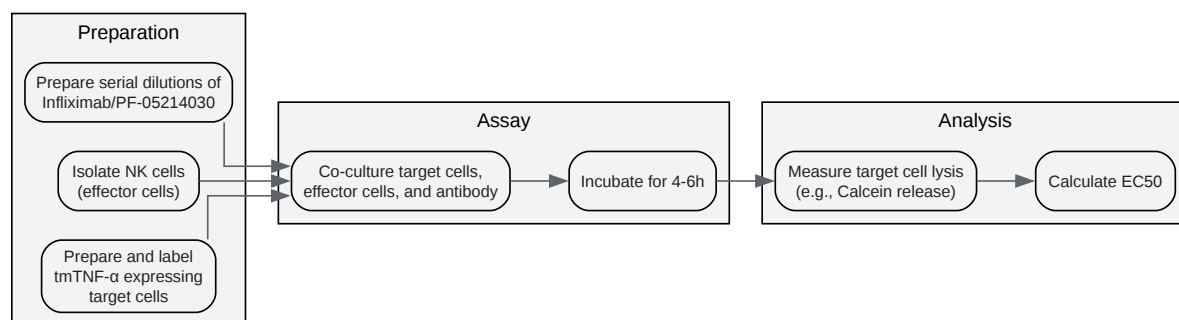 Preparation
Prepare serial dilutions of
Infliximab/PF-05214030
Isolate NK cells
(effector cells)
Prepare and label
tmTNF-α expressing
target cells
Assay
Co-culture target cells,
effector cells, and antibody
Incubate for 4-6h
Analysis
Measure target cell lysis
(e.g., Calcein release)
Calculate EC50